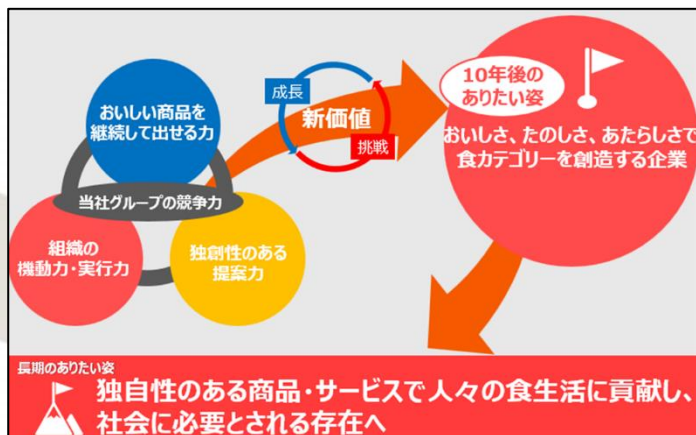 おいしい商品を
継続して出せる力
当社グループの競争力
組織の
機動力・実行力
独創性のある
提案力
成長
新価値
挑戦
10年後の
ありたい姿
おいしさ、たのしさ、あたらしさで
食カテゴリーを創造する企業
長期のありたい姿
独自性のある商品・サービスで人々の食生活に貢献し、
社会に必要とされる存在へ